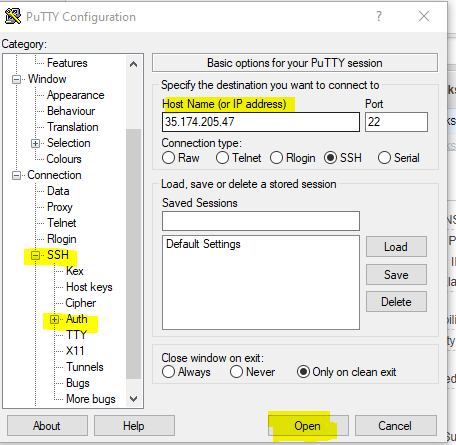 PuTTY Configuration
Category:
Features
Window
Appearance
Behaviour
Translation
Selection
Colours
Connection
Data
Proxy
Telnet
Rlogin
SSH
Kex
Host keys
Cipher
Auth
TTY
X11
Tunnels
Bugs
More bugs
Basic options for your PuTTY session
Specify the destination you want to connect to
Host Name (or IP address) Port
35.174.205.47 22
Connection type:
Raw Telnet Rlogin SSH Serial
Load, save or delete a stored session
Saved Sessions
Default Settings
Load
Save
Delete
Close window on exit:
Always Never Only on clean exit
About Help Open Cancel